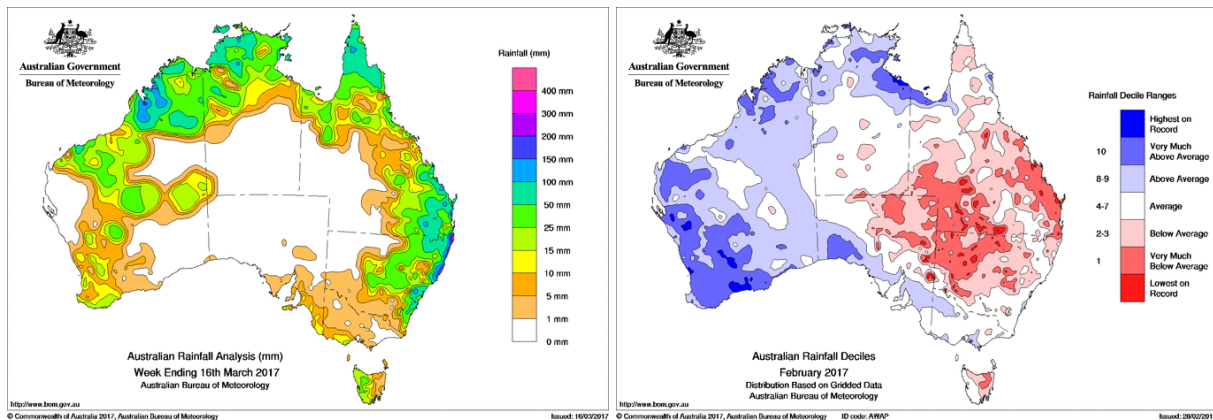 Australian Government
Bureau of Meteorology
Rainfall (mm)
400 mm
300 mm
200 mm
150 mm
100 mm
50 mm
25 mm
15 mm
10 mm
5 mm
1 mm
0 mm
Australian Rainfall Analysis (mm)
Week Ending 16th March 2017
Australian Bureau of Meteorology
http://www.bom.gov.au
© Commonwealth of Australia 2017, Australian Bureau of Meteorology
Issued: 16/03/2017
Australian Government
Bureau of Meteorology
Rainfall Decile Ranges
Highest on
Record
10 Very Much
Above Average
8-9 Above Average
4-7 Average
2-3 Below Average
1 Very Much
Below Average
Lowest on
Record
Australian Rainfall Deciles
February 2017
Distribution Based on Gridded Data
Australian Bureau of Meteorology
http://www.bom.gov.au
© Commonwealth of Australia 2017, Australian Bureau of Meteorology
ID code: AWAP
Issued: 28/02/201